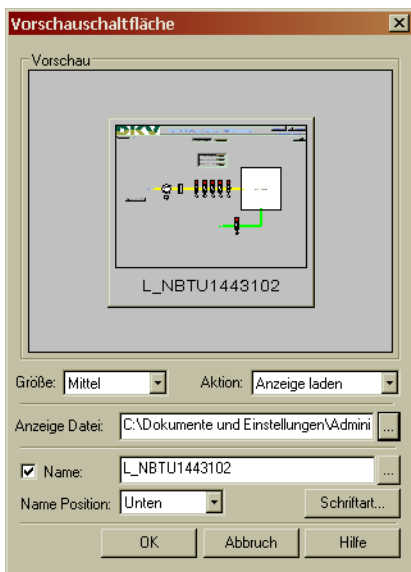 Vorschauschaltfläche
Vorschau
DKV
L_NBTU1443102
Größe: Mittel Aktion: Anzeige laden
Anzeige Datei: C:\Dokumente und Einstellungen\Admini ...
Name: L_NBTU1443102 ...
Name Position: Unten Schriftart...
OK Abbruch Hilfe